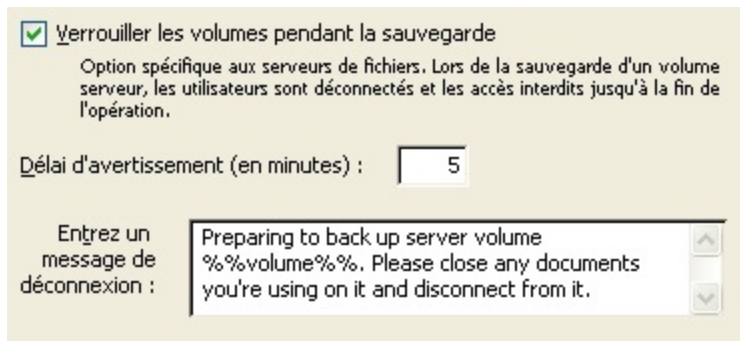 Verrouiller les volumes pendant la sauvegarde
Option spécifique aux serveurs de fichiers. Lors de la sauvegarde d'un volume
serveur, les utilisateurs sont déconnectés et les accès interdits jusqu'à la fin de
l'opération.
Délai d'avertissement (en minutes) : 5
Entrez un
message de
déconnexion :
Preparing to back up server volume
%%volume%%. Please close any documents
you're using on it and disconnect from it.